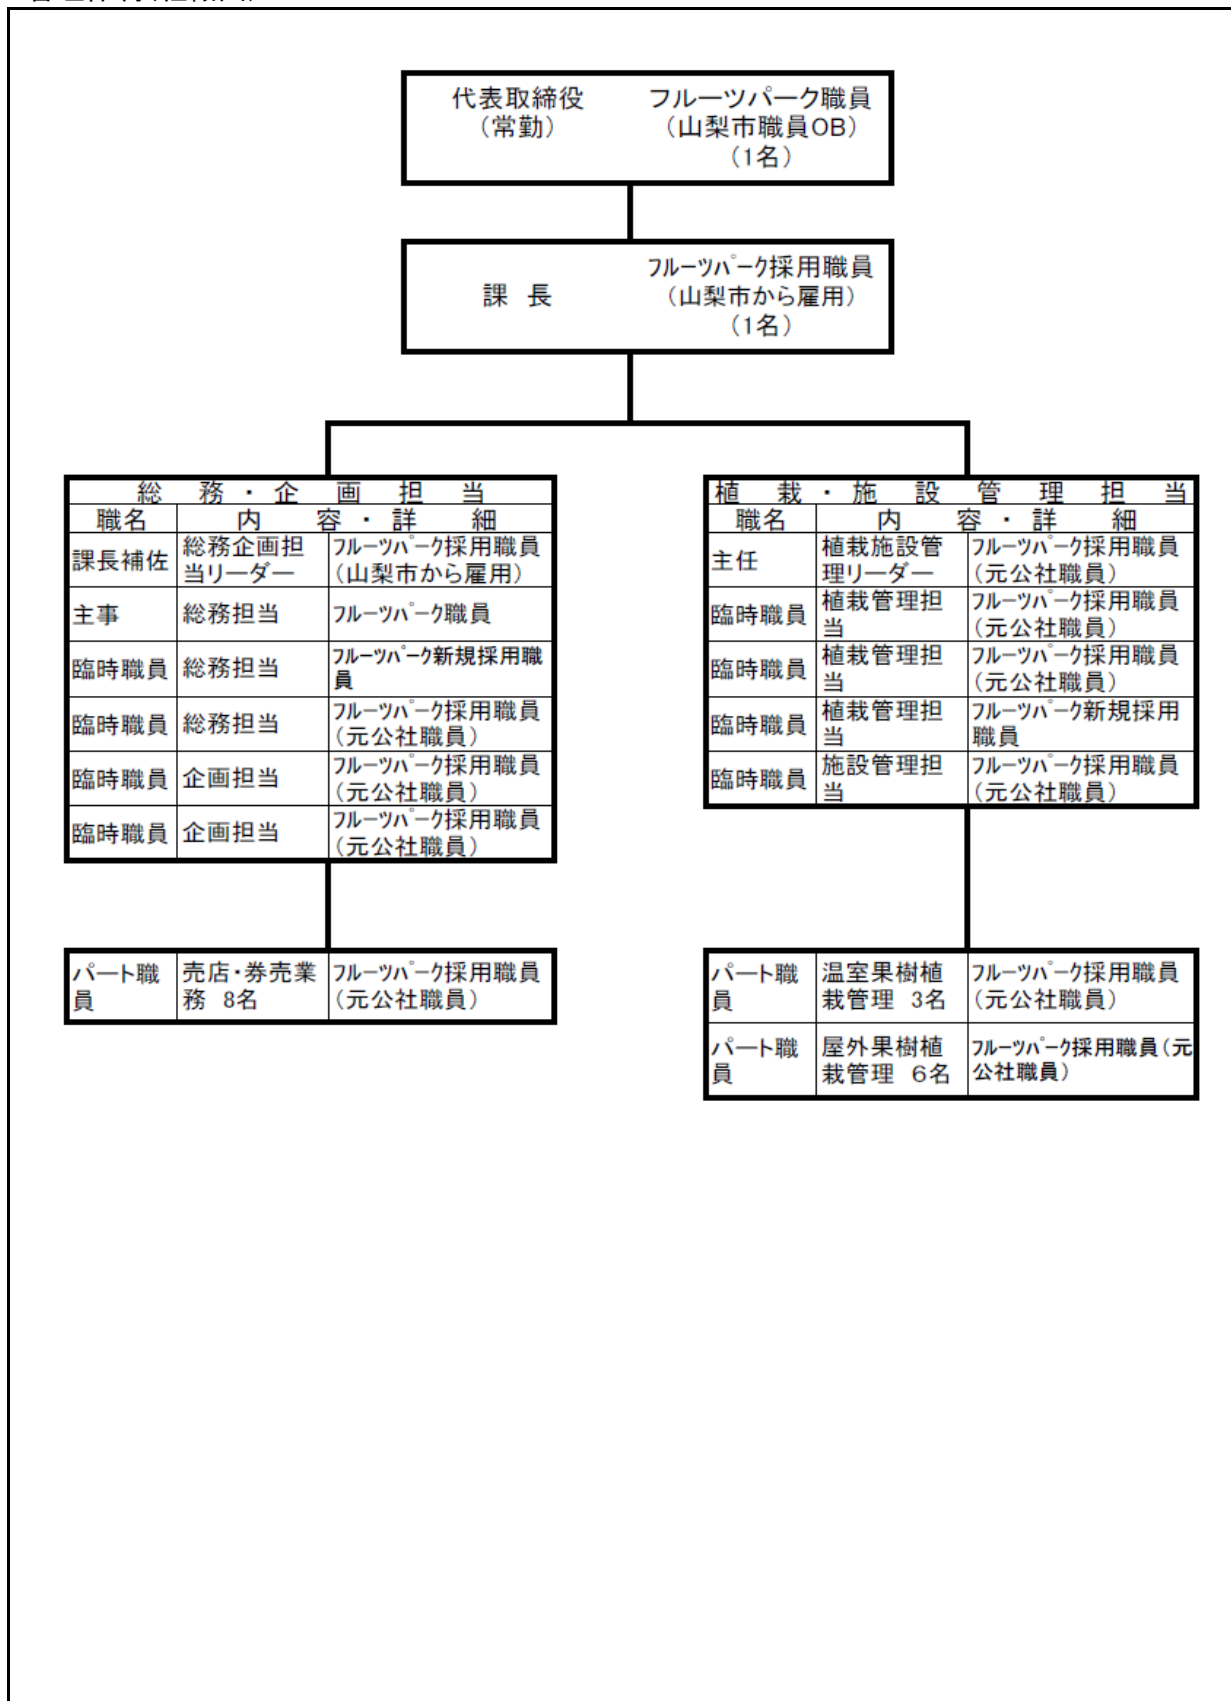 代表取締役 フルーツパーク職員
（常勤） （山梨市職員OB）
（1名）
フルーツパーク採用職員
課 長 （山梨市から雇用）
（1名）
総 務 ・ 企 画 担 当
職名 内 容 ・ 詳 細
課長補佐 総務企画担 フルーツパーク採用職員
当リーダー （山梨市から雇用）
主事 総務担当 フルーツパーク職員
臨時職員 総務担当 フルーツパーク新規採用職
員
臨時職員 総務担当 フルーツパーク採用職員
（元公社職員）
臨時職員 企画担当 フルーツパーク採用職員
（元公社職員）
臨時職員 企画担当 フルーツパーク採用職員
（元公社職員）
パート職 売店・券売業 フルーツパーク採用職員
員 務 8名 （元公社職員）
植 栽 ・ 施 設 管 理 担 当
職名 内 容 ・ 詳 細
主任 植栽施設管 フルーツパーク採用職員
理リーダー （元公社職員）
臨時職員 植栽管理担 フルーツパーク採用職員
当 （元公社職員）
臨時職員 植栽管理担 フルーツパーク採用職員
当 （元公社職員）
臨時職員 植栽管理担 フルーツパーク新規採用
当 職員
臨時職員 施設管理担 フルーツパーク採用職員
当 （元公社職員）
パート職 温室果樹植 フルーツパーク採用職員
員 栽管理 3名 （元公社職員）
パート職 屋外果樹植 フルーツパーク採用職員（元
員 栽管理 6名 公社職員）